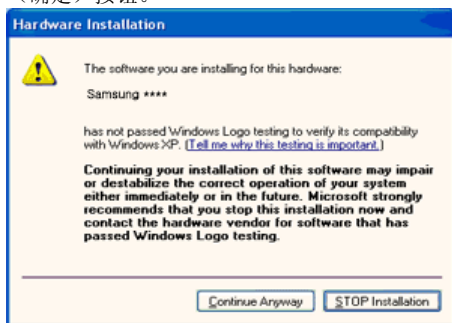 （确定）按钮。
Hardware Installation
The software you are installing for this hardware:
Samsung ****
has not passed Windows Logo testing to verify its compatibility
with Windows XP. (Tell me why this testing is important.)
Continuing your installation of this software may impair
or destabilize the correct operation of your system
either immediately or in the future. Microsoft strongly
recommends that you stop this installation now and
contact the hardware vendor for software that has
passed Windows Logo testing.
Continue Anyway STOP Installation